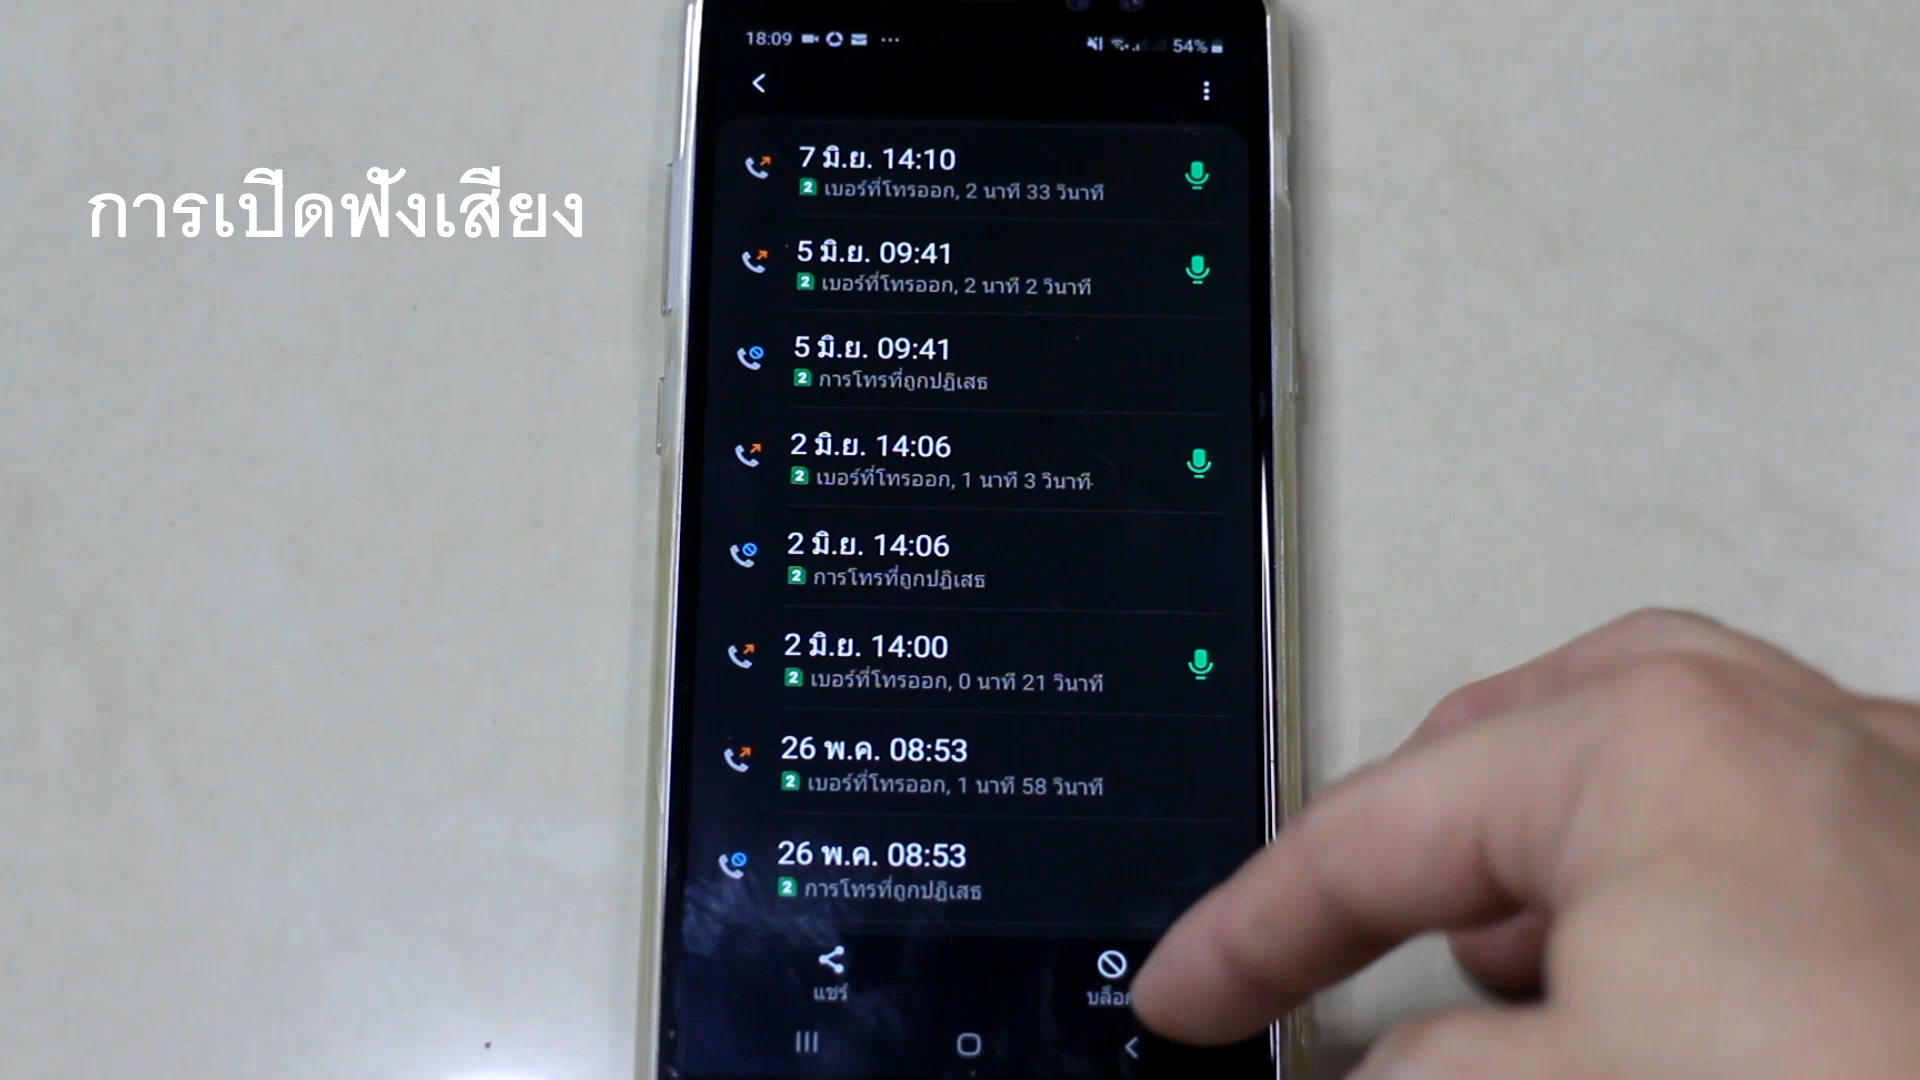 18:09
54%
การเปิดฟังเสียง
7 มิ.ย. 14:10
2 เบอร์ที่โทรออก, 2 นาที 33 วินาที
5 มิ.ย. 09:41
2 เบอร์ที่โทรออก, 2 นาที 2 วินาที
5 มิ.ย. 09:41
2 การโทรที่ถูกปฏิเสธ
2 มิ.ย. 14:06
2 เบอร์ที่โทรออก, 1 นาที 3 วินาที
2 มิ.ย. 14:06
2 การโทรที่ถูกปฏิเสธ
2 มิ.ย. 14:00
2 เบอร์ที่โทรออก, 0 นาที 21 วินาที
26 พ.ค. 08:53
2 เบอร์ที่โทรออก, 1 นาที 58 วินาที
26 พ.ค. 08:53
2 การโทรที่ถูกปฏิเสธ
แชร์